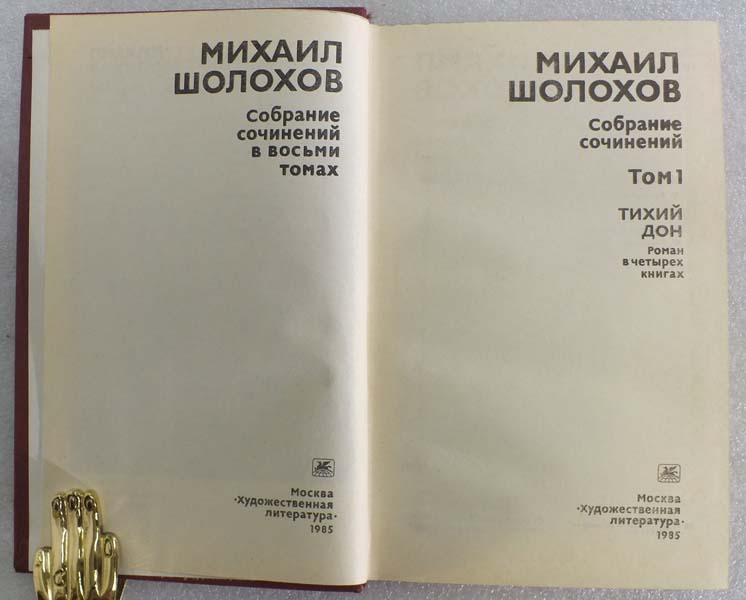 МИХАИЛ
ШОЛОХОВ
Собрание
сочинений
в восьми
томах
Москва
·Художественная
литература·
1985
МИХАИЛ
ШОЛОХОВ
Собрание
сочинений
Том 1
ТИХИЙ
ДОН
Роман
в четырех
книгах
Москва
·Художественная
литература·
1985